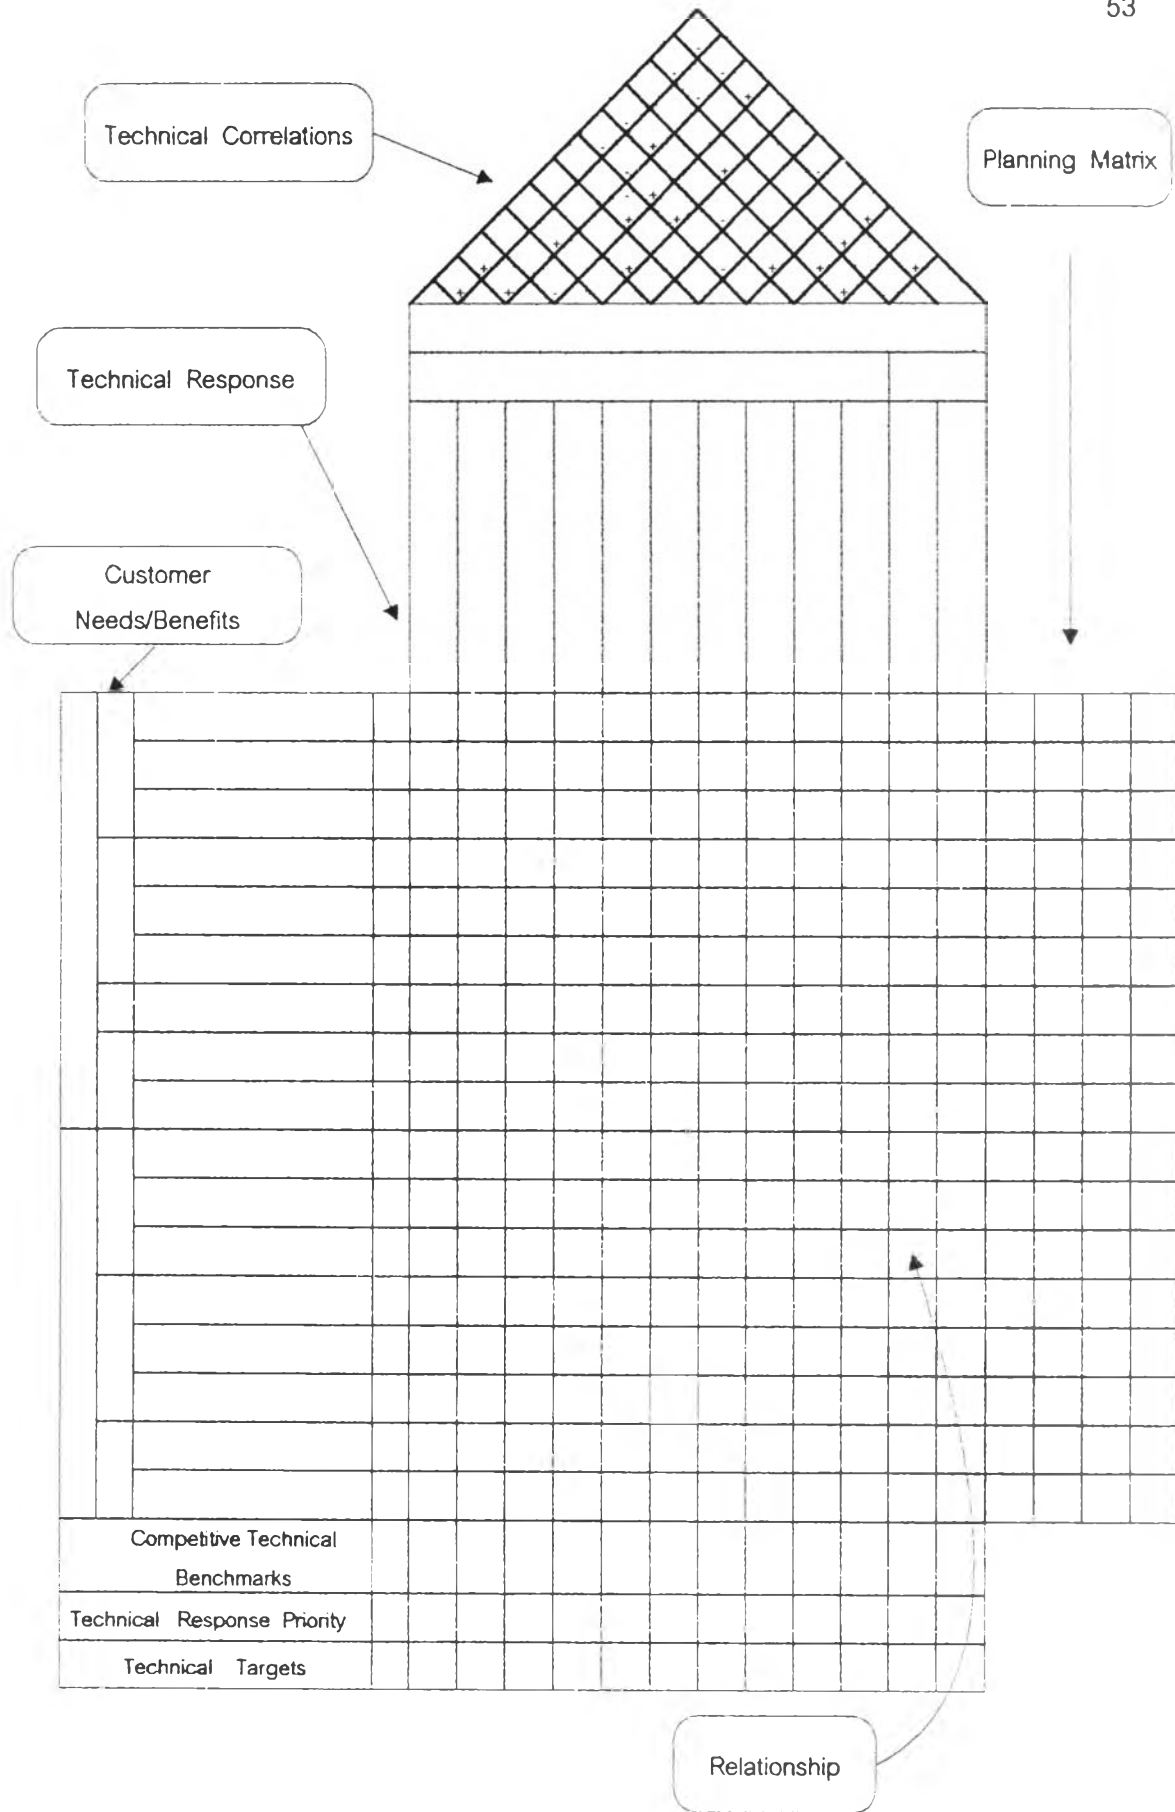 53
Technical Correlations
Planning Matrix
Technical Response
Customer
Needs/Benefits
Competitive Technical
Benchmarks
Technical Response Priority
Technical Targets
Relationship